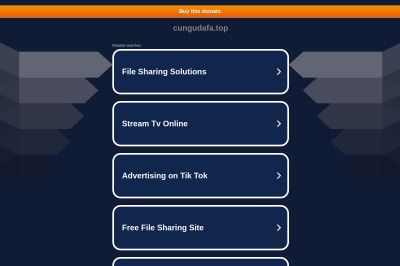 Buy this domain.
cungudafa.top
Related searches
File Sharing Solutions
Stream Tv Online
Advertising on Tik Tok
Free File Sharing Site